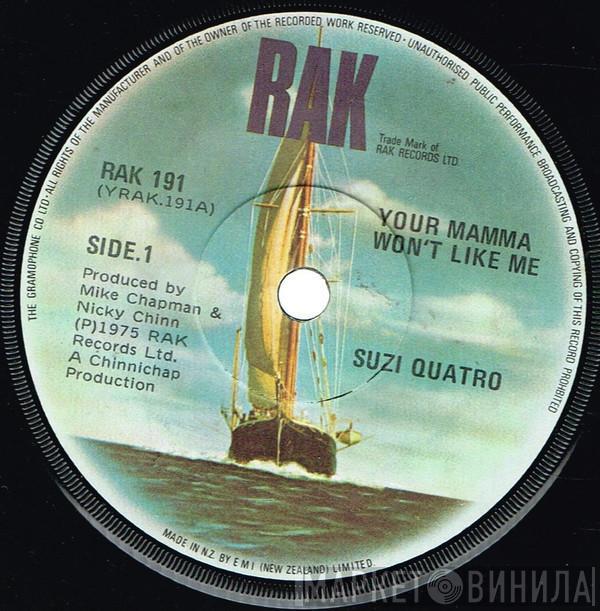 THE GRAMOPHONE CO LTD·ALL RIGHTS OF THE MANUFACTURER AND OF THE OWNER OF THE RECORDED WORK RESERVED·UNAUTHORISED PUBLIC PERFORMANCE BROADCASTING AND COPYING OF THIS RECORD PROHIBITED
RAK
Trade Mark of
RAK RECORDS LTD.
RAK 191
(YRAK.191A)
YOUR MAMMA
WON'T LIKE ME
SIDE.1
Produced by
Mike Chapman &
Nicky Chinn
(P)1975 RAK
Records Ltd.
A Chinnichap
Production
SUZI QUATRO
MADE IN N.Z. BY E M I (NEW ZEALAND) LIMITED.
МАРКЕТ ВИНИЛА